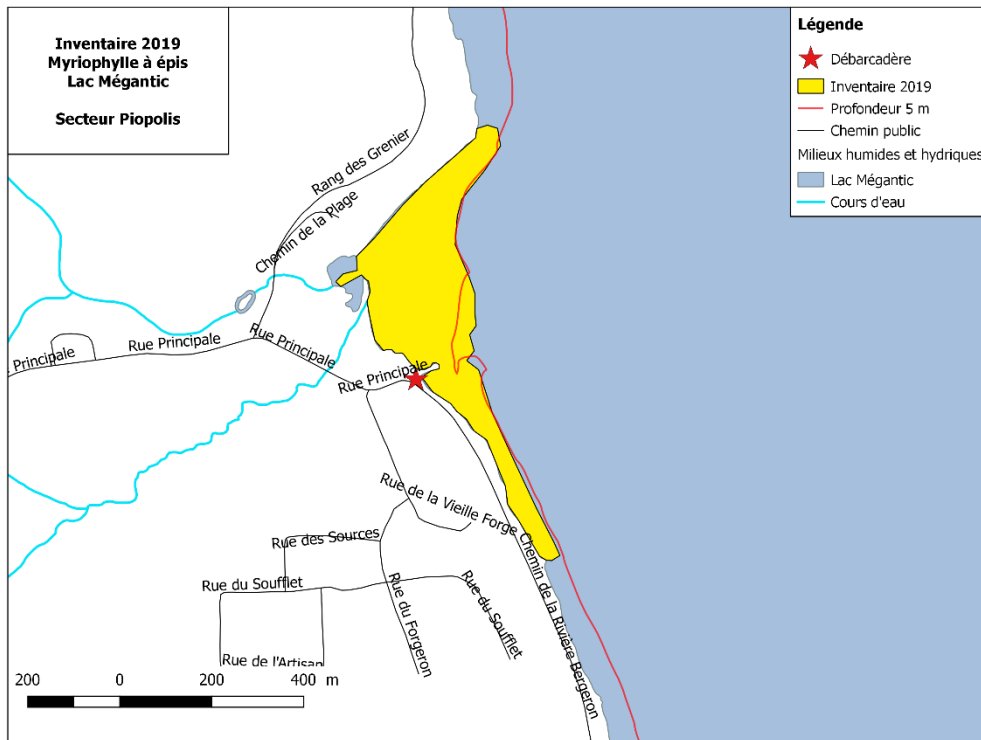 Inventaire 2019
Myriophylle à épis
Lac Mégantic
Secteur Piopolis
Légende
Débarcadère
Inventaire 2019
Profondeur 5 m
Chemin public
Milieux humides et hydriques
Lac Mégantic
Cours d'eau
Rang des Grenier
Chemin de la Plage
Rue Principale
Rue Principale
Principale
Rue Principale
Rue de la Vieille Forge
Chemin de la Rivière Bergeron
Rue des Sources
Rue du Soufflet
Rue du Forgeron
Rue du Soufflet
Rue de l'Artisan
200 0 200 400 m